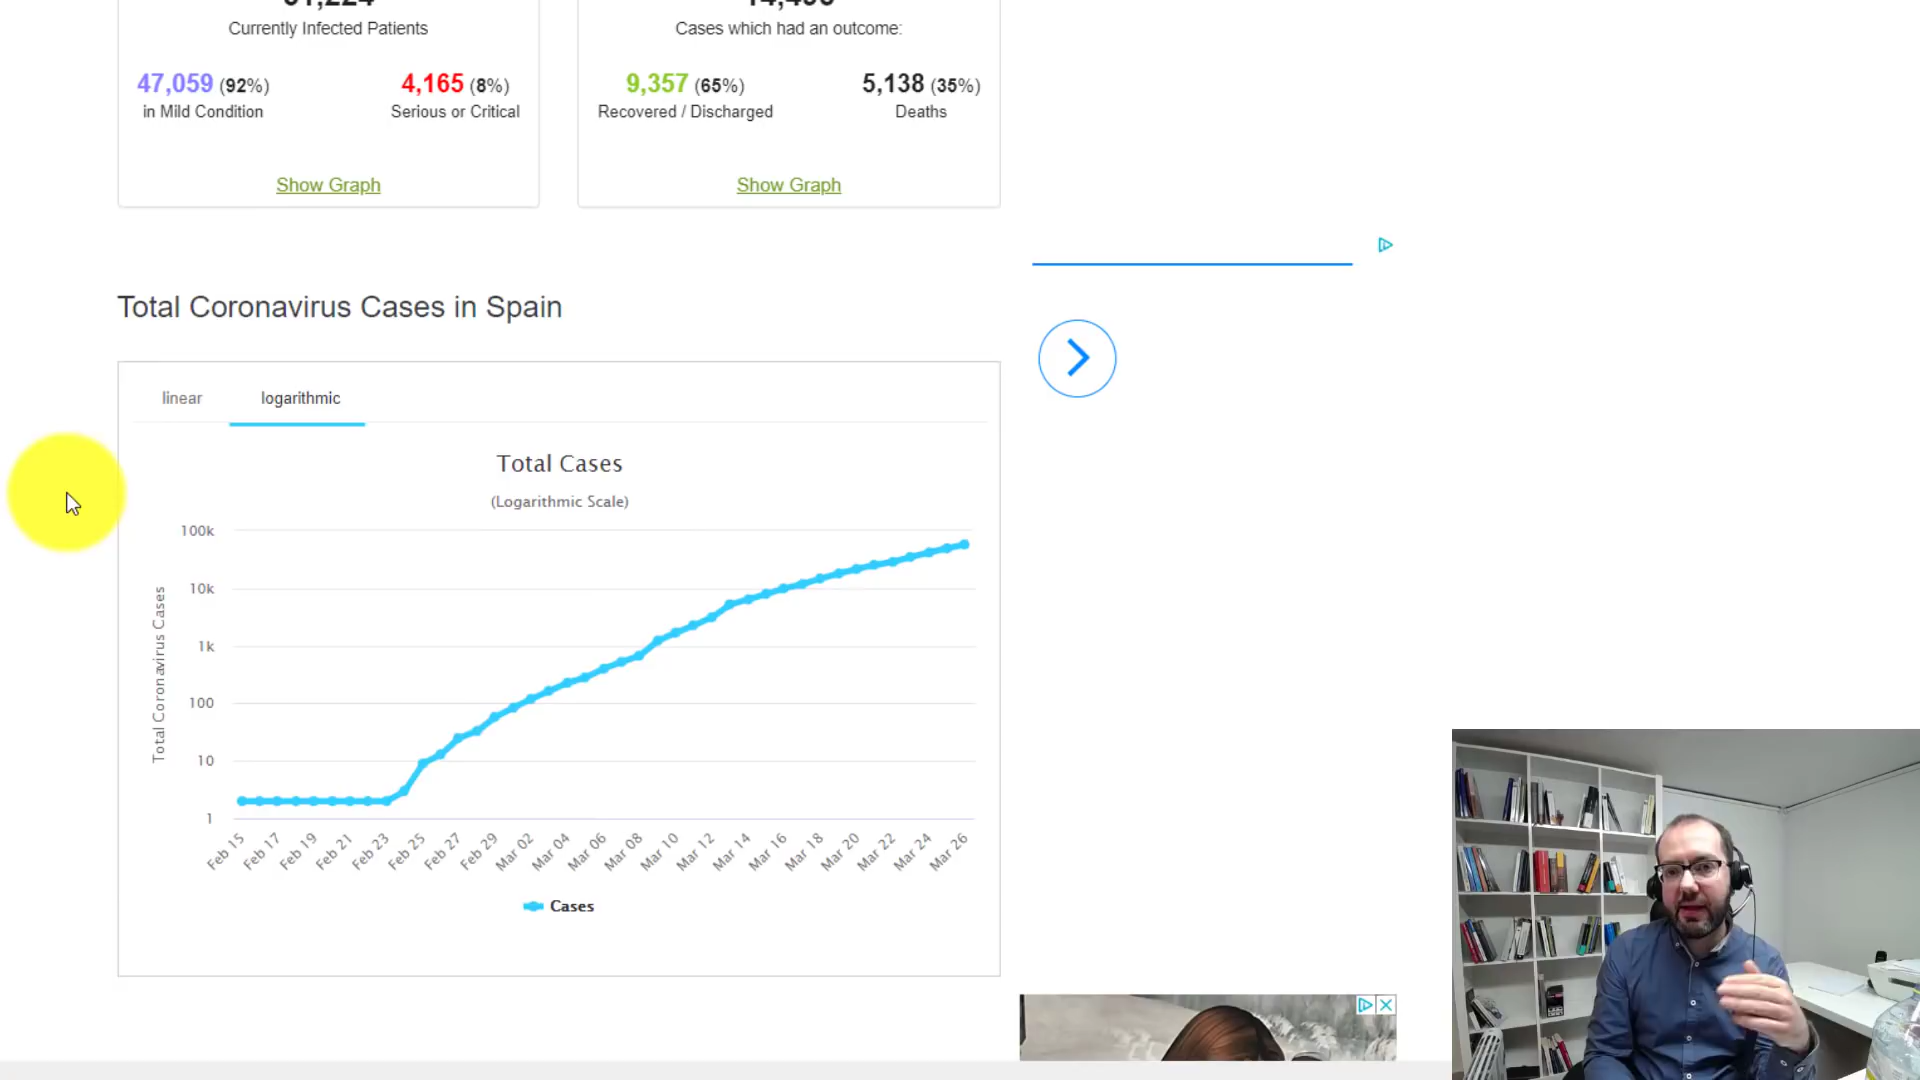 Currently Infected Patients
Cases which had an outcome:
47,059 (92%)
in Mild Condition
4,165 (8%)
Serious or Critical
9,357 (65%)
Recovered / Discharged
5,138 (35%)
Deaths
Show Graph
Show Graph
Total Coronavirus Cases in Spain
linear
logarithmic
Total Cases
(Logarithmic Scale)
Total Coronavirus Cases
100k
10k
1k
100
10
1
Feb 15
Feb 17
Feb 19
Feb 21
Feb 23
Feb 25
Feb 27
Feb 29
Mar 02
Mar 04
Mar 06
Mar 08
Mar 10
Mar 12
Mar 14
Mar 16
Mar 18
Mar 20
Mar 22
Mar 24
Mar 26
Cases